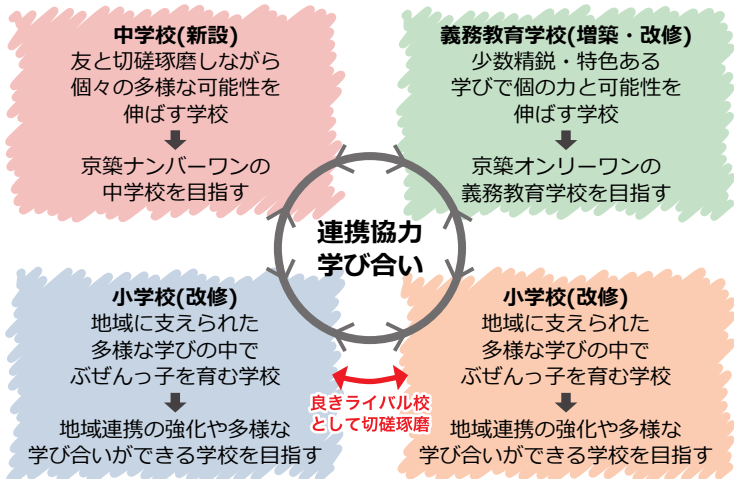 中学校(新設)
友と切磋琢磨しながら
個々の多様な可能性を
伸ばす学校
京築ナンバーワンの
中学校を目指す
義務教育学校(増築・改修)
少数精鋭・特色ある
学びで個の力と可能性を
伸ばす学校
京築オンリーワンの
義務教育学校を目指す
連携協力
学び合い
小学校(改修)
地域に支えられた
多様な学びの中で
ぶぜんっ子を育む学校
地域連携の強化や多様な
学び合いができる学校を目指す
良きライバル校
として切磋琢磨
小学校(改修)
地域に支えられた
多様な学びの中で
ぶぜんっ子を育む学校
地域連携の強化や多様な
学び合いができる学校を目指す